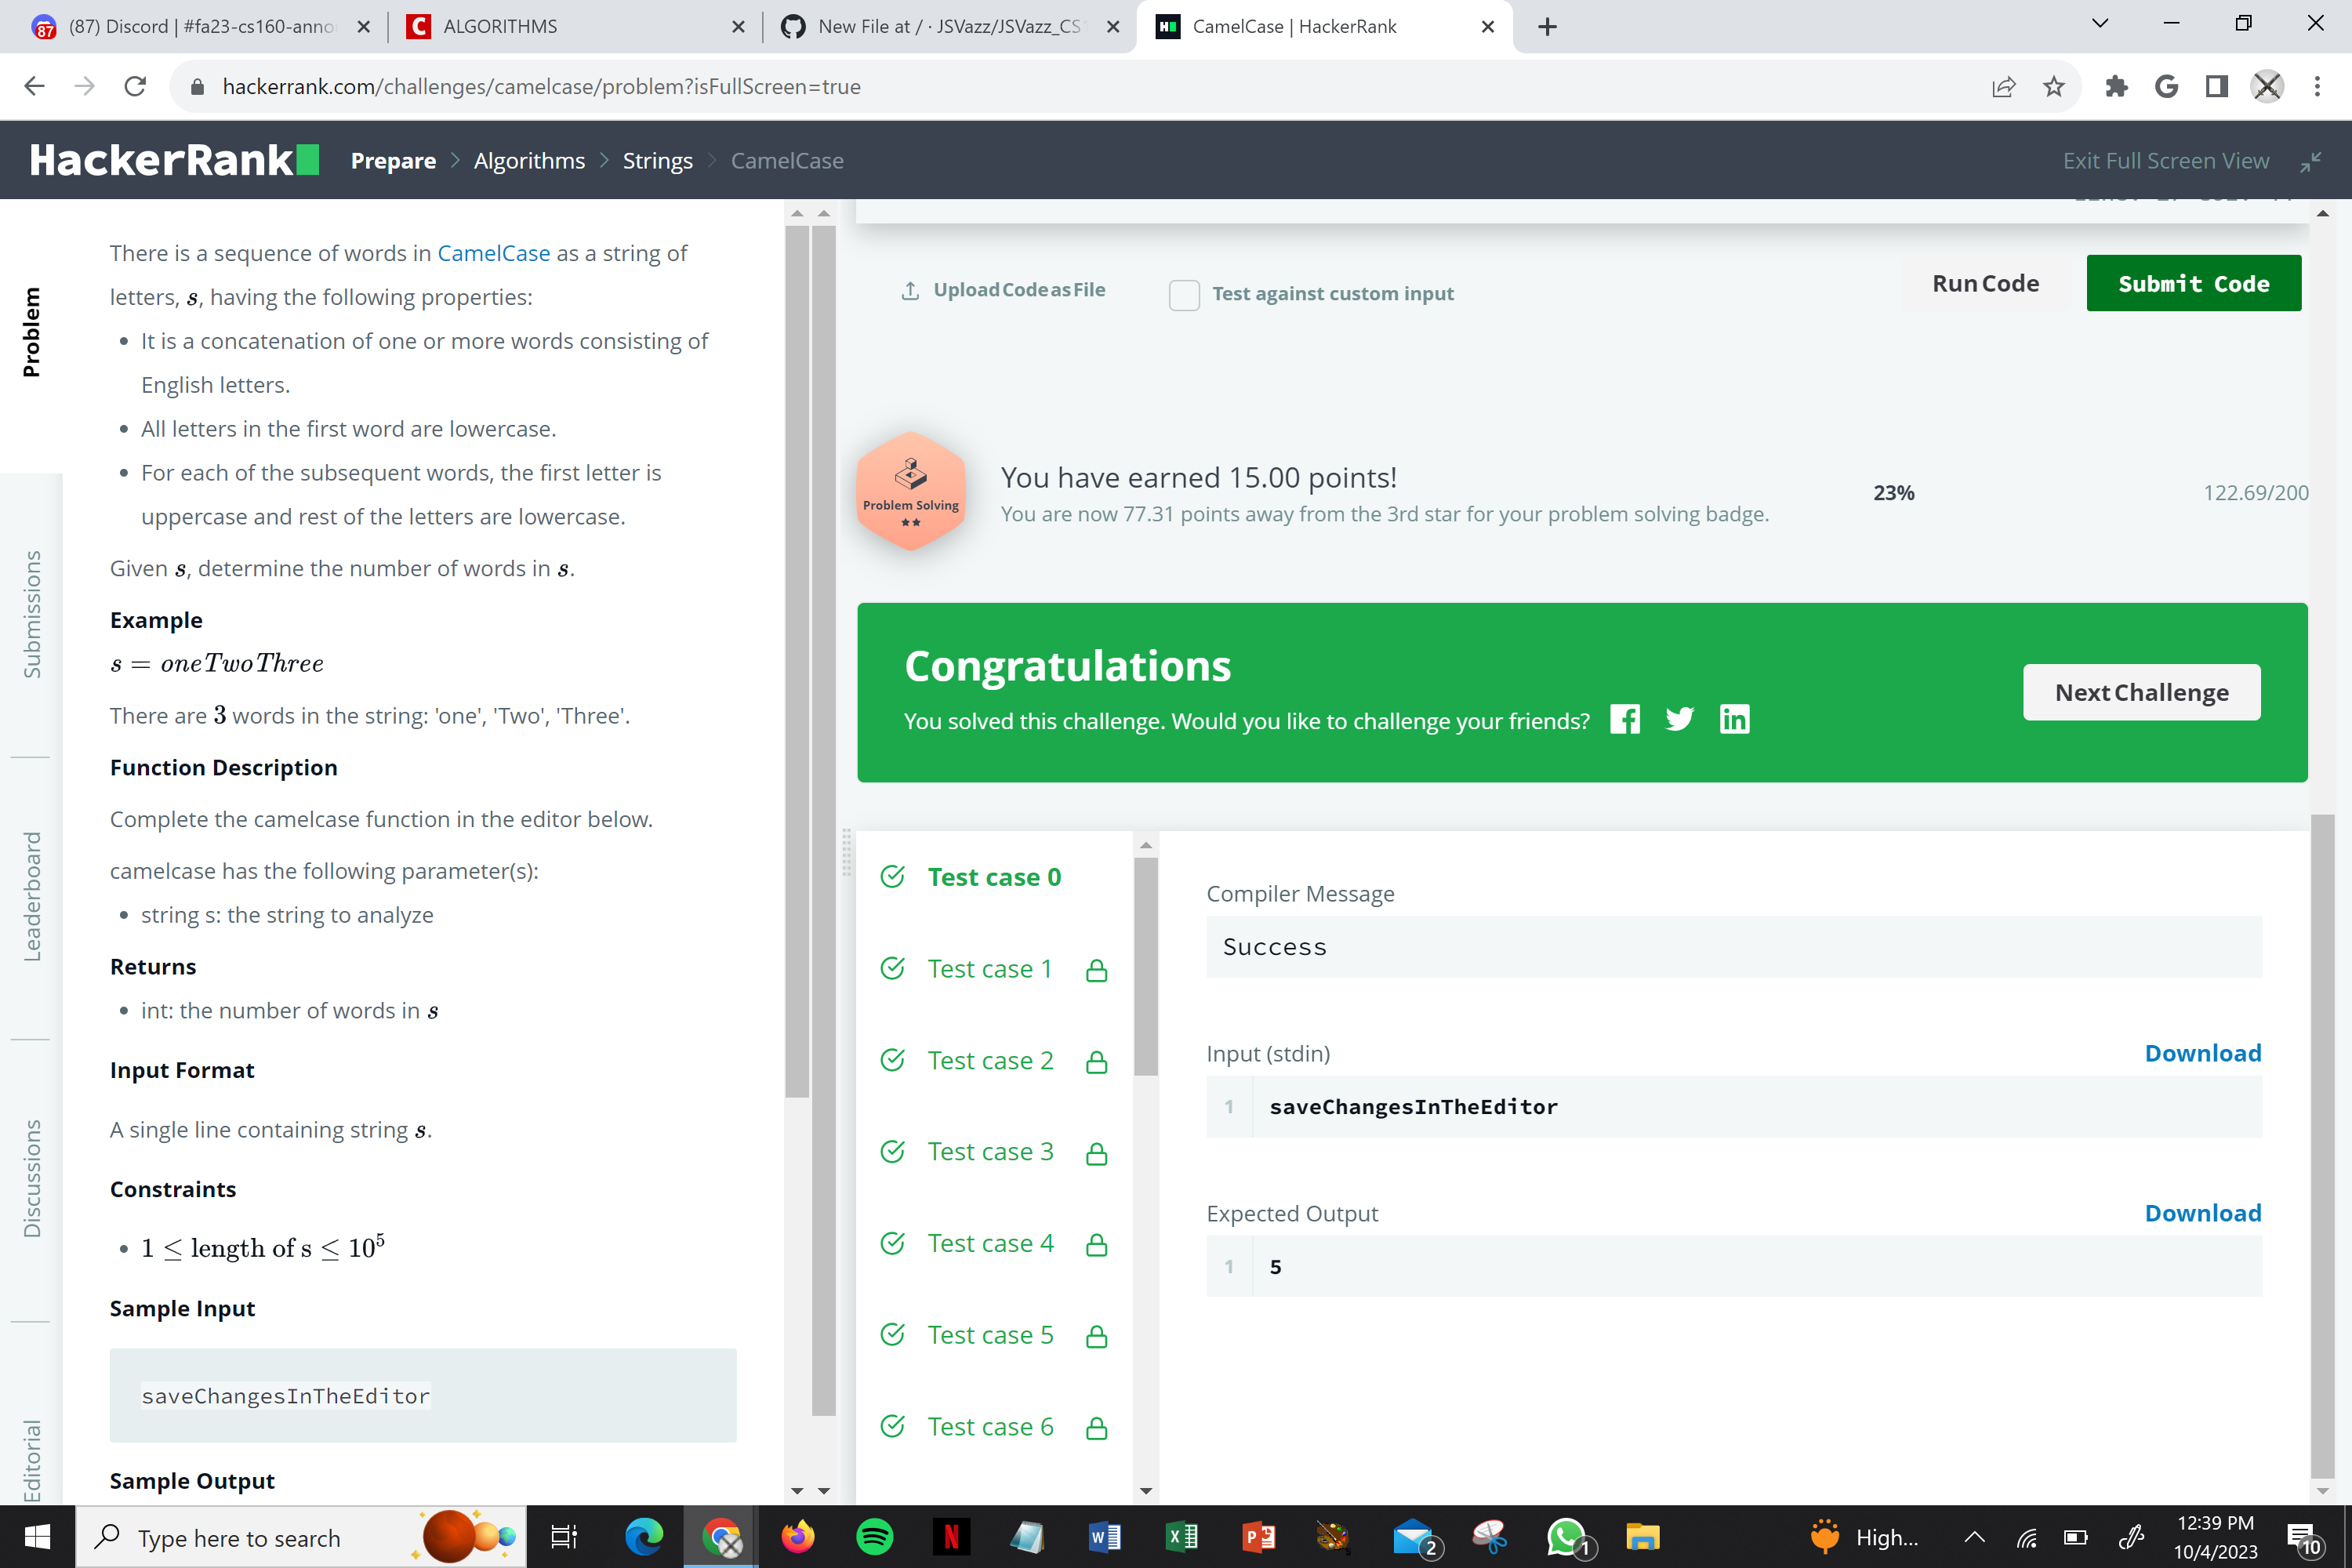 (87) Discord | #fa23-cs160-anno
ALGORITHMS
New File at / · JSVazz/JSVazz_CS1
CamelCase | HackerRank
hackerrank.com/challenges/camelcase/problem?isFullScreen=true
HackerRank
Prepare > Algorithms > Strings > CamelCase
Exit Full Screen View
Problem
Submissions
Leaderboard
Discussions
Editorial
There is a sequence of words in CamelCase as a string of
letters, s, having the following properties:
• It is a concatenation of one or more words consisting of
English letters.
• All letters in the first word are lowercase.
• For each of the subsequent words, the first letter is
uppercase and rest of the letters are lowercase.
Given s, determine the number of words in s.
Example
s = oneTwoThree
There are 3 words in the string: 'one', 'Two', 'Three'.
Function Description
Complete the camelcase function in the editor below.
camelcase has the following parameter(s):
• string s: the string to analyze
Returns
• int: the number of words in s
Input Format
A single line containing string s.
Constraints
• 1 ≤ length of s ≤ 10⁵
Sample Input
saveChangesInTheEditor
Sample Output
Upload Code as File
Test against custom input
Run Code
Submit Code
Problem Solving
You have earned 15.00 points!
You are now 77.31 points away from the 3rd star for your problem solving badge.
23%
122.69/200
Congratulations
You solved this challenge. Would you like to challenge your friends?
Next Challenge
Test case 0
Test case 1
Test case 2
Test case 3
Test case 4
Test case 5
Test case 6
Compiler Message
Success
Input (stdin)
Download
1 saveChangesInTheEditor
Expected Output
Download
1 5
Type here to search
2
1
High...
12:39 PM
10/4/2023
10